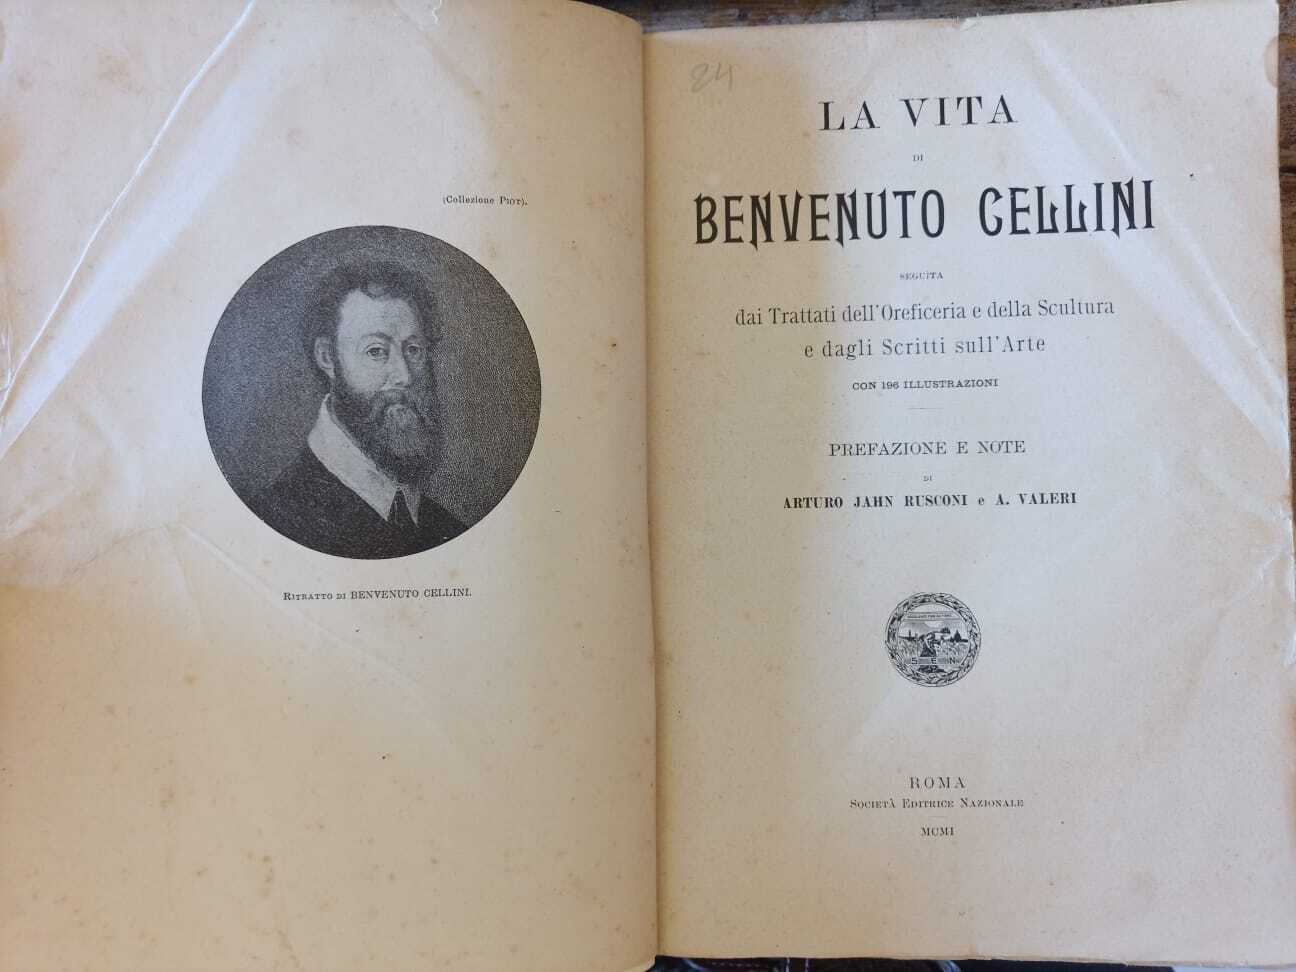 (Collezione PIOT).
RITRATTO DI BENVENUTO CELLINI.
24
LA VITA
DI
BENVENUTO CELLINI
SEGUÌTA
dai Trattati dell'Oreficeria e della Scultura
e dagli Scritti sull'Arte
CON 196 ILLUSTRAZIONI
PREFAZIONE E NOTE
DI
ARTURO JAHN RUSCONI e A. VALERI
S E N
ROMA
SOCIETÀ EDITRICE NAZIONALE
MCMI